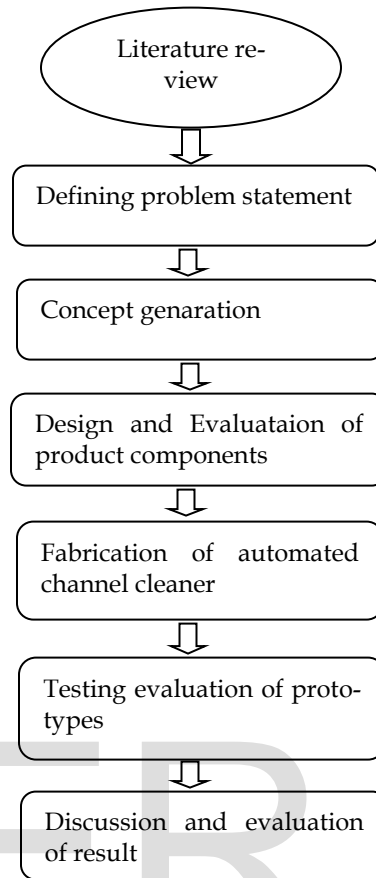 Literature re-
view
Defining problem statement
Concept genaration
Design and Evaluataion of
product components
Fabrication of automated
channel cleaner
Testing evaluation of proto-
types
Discussion and evaluation
of result
ER